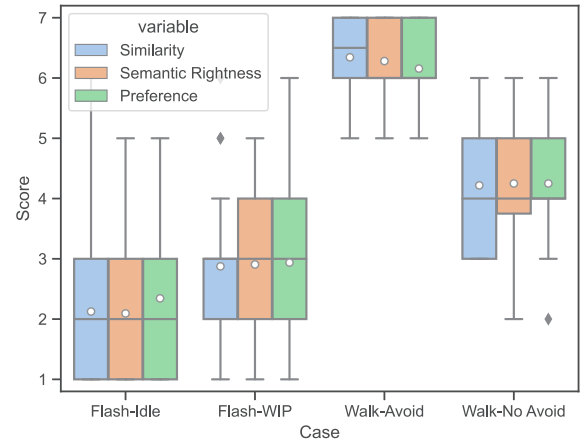 variable
Similarity
Semantic Rightness
Preference
7
6
5
4
3
2
1
Score
Flash-Idle
Flash-WIP
Walk-Avoid
Walk-No Avoid
Case